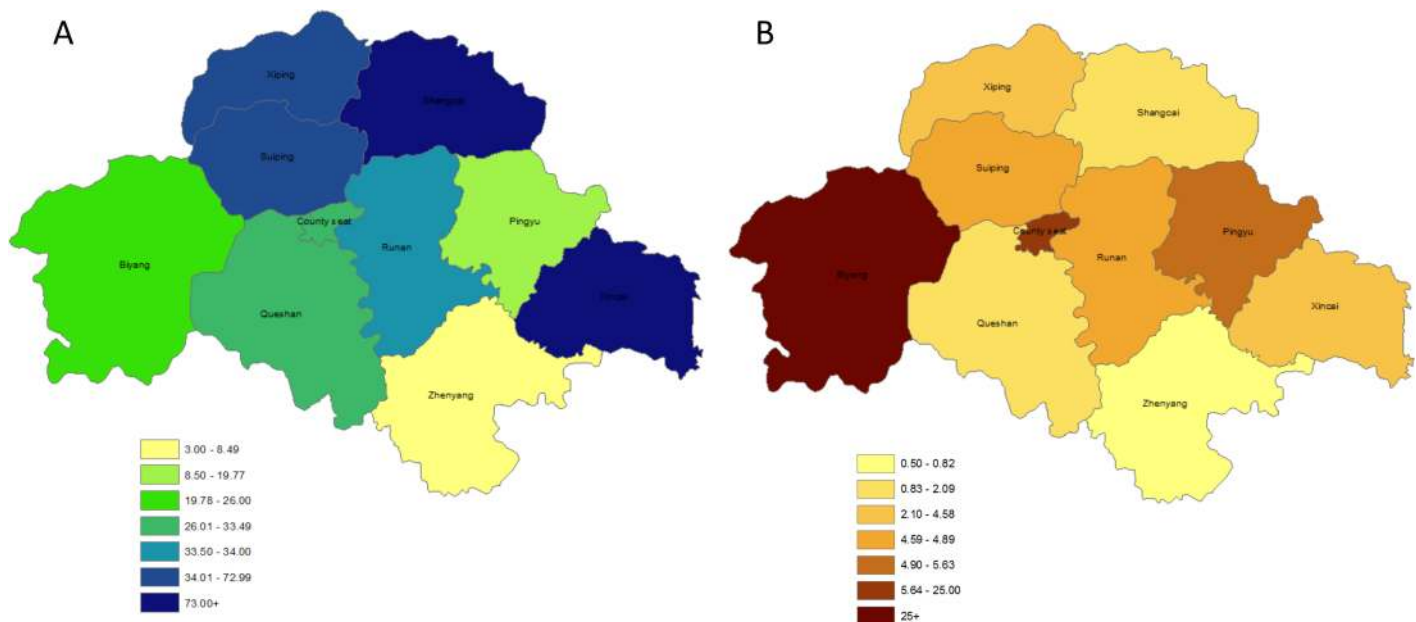 A
Xiping
Shangcai
Suiping
County seat
Pingyu
Runan
Biyang
Xincai
Queshan
Zhenyang
3.00 - 8.49
8.50 - 19.77
19.78 - 26.00
26.01 - 33.49
33.50 - 34.00
34.01 - 72.99
73.00+
B
Xiping
Shangcai
Suiping
County seat
Pingyu
Runan
Biyang
Xincai
Queshan
Zhenyang
0.50 - 0.82
0.83 - 2.09
2.10 - 4.58
4.59 - 4.89
4.90 - 5.63
5.64 - 25.00
25+